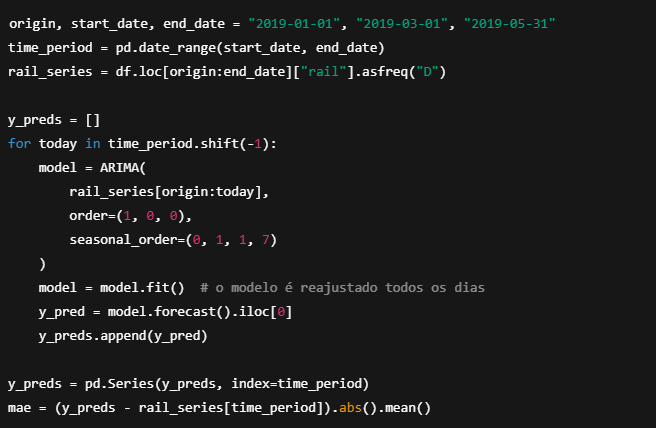 origin, start_date, end_date = "2019-01-01", "2019-03-01", "2019-05-31"
time_period = pd.date_range(start_date, end_date)
rail_series = df.loc[origin:end_date]["rail"].asfreq("D")

y_preds = []
for today in time_period.shift(-1):
    model = ARIMA(
        rail_series[origin:today],
        order=(1, 0, 0),
        seasonal_order=(0, 1, 1, 7)
    )
    model = model.fit()  # o modelo é reajustado todos os dias
    y_pred = model.forecast().iloc[0]
    y_preds.append(y_pred)

y_preds = pd.Series(y_preds, index=time_period)
mae = (y_preds - rail_series[time_period]).abs().mean()